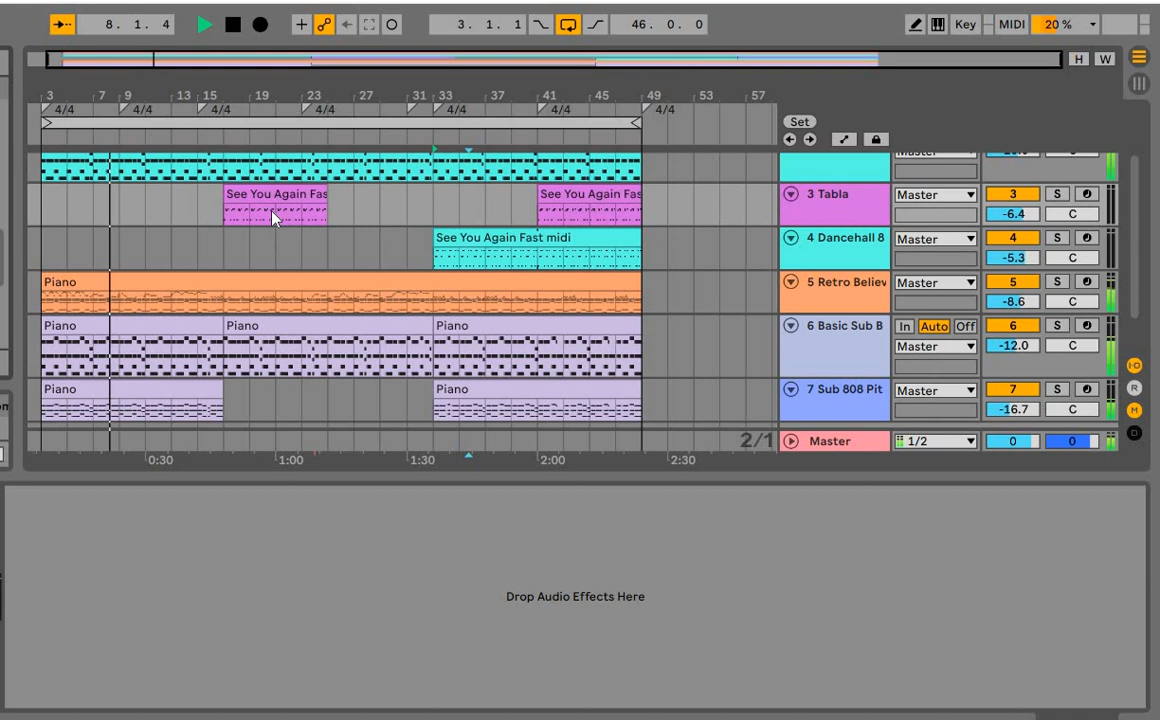 8. 1. 4 3. 1. 1 46. 0. 0 Key MIDI 20 %
H W
3 7 9 13 15 19 23 27 31 33 37 41 45 49 53 57
4/4 4/4 4/4 4/4 4/4 4/4 4/4
Set
Master
See You Again Fas See You Again Fas 3 Tabla Master 3 S
-6.4 C
See You Again Fast midi 4 Dancehall 8 Master 4 S
-5.3 C
Piano 5 Retro Believ Master 5 S
-8.6 C
Piano Piano Piano 6 Basic Sub B In Auto Off 6 S
Master -12.0 C
Piano Piano 7 Sub 808 Pit Master 7 S
-16.7 C
2/1 Master 1/2 0 0
0:30 1:00 1:30 2:00 2:30
I-O
R
M
D
Drop Audio Effects Here